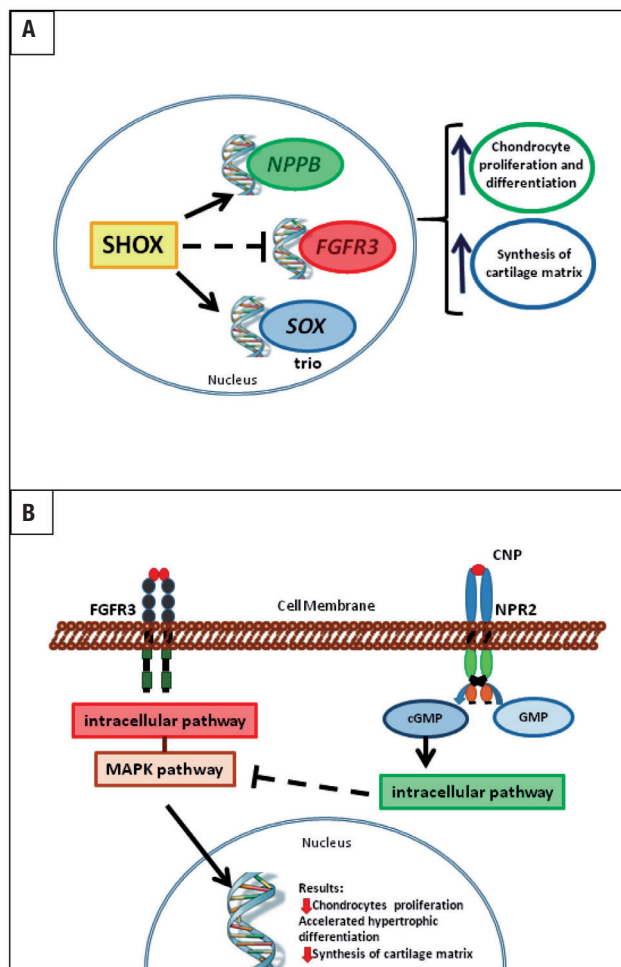 A
NPPB
Chondrocyte
proliferation and
differentiation
SHOX
FGFR3
Synthesis of
cartilage matrix
SOX
trio
Nucleus
B
CNP
FGFR3
Cell Membrane
NPR2
intracellular pathway
cGMP
GMP
MAPK pathway
intracellular pathway
Nucleus
Results:
Chondrocytes proliferation
Accelerated hypertrophic
differentiation
Synthesis of cartilage matrix